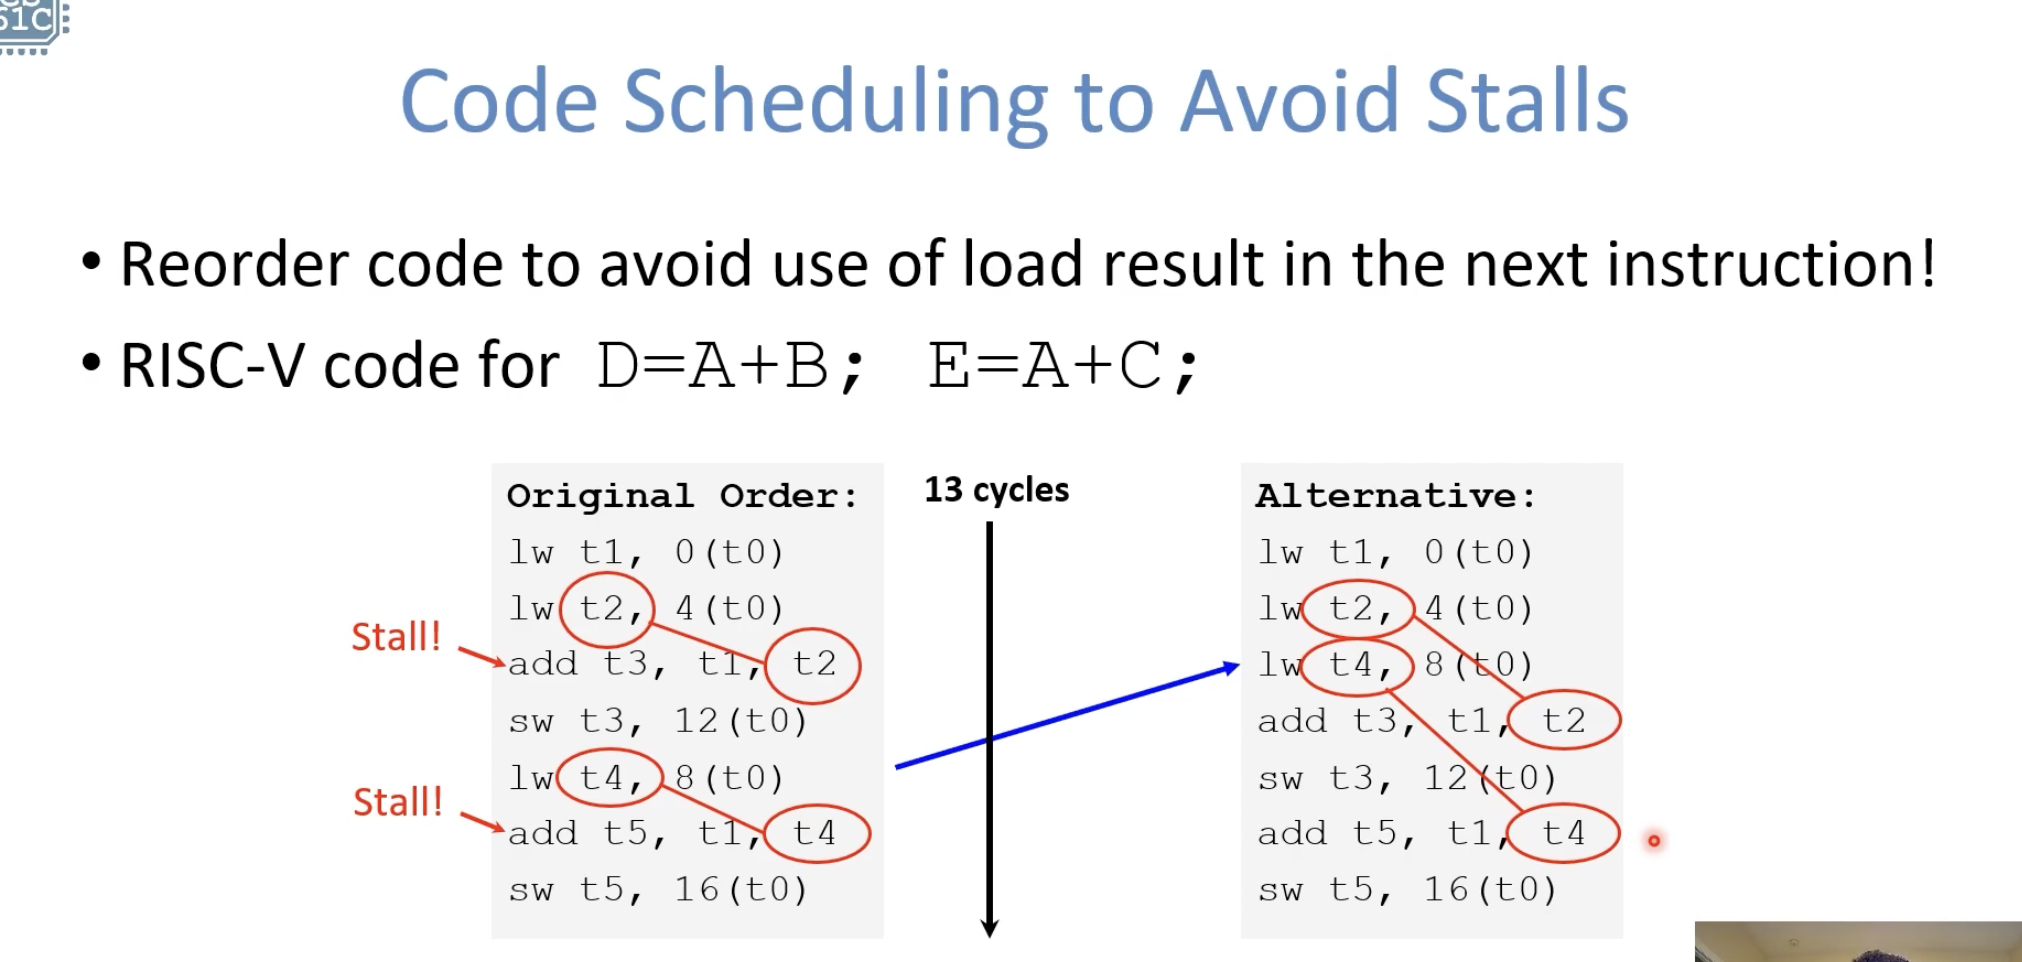 61C
Code Scheduling to Avoid Stalls
• Reorder code to avoid use of load result in the next instruction!
• RISC-V code for D=A+B; E=A+C;
Original Order:
lw t1, 0(t0)
lw t2, 4(t0)
Stall!
add t3, t1, t2
sw t3, 12(t0)
lw t4, 8(t0)
Stall!
add t5, t1, t4
sw t5, 16(t0)
13 cycles
Alternative:
lw t1, 0(t0)
lw t2, 4(t0)
lw t4, 8(t0)
add t3, t1, t2
sw t3, 12(t0)
add t5, t1, t4
sw t5, 16(t0)